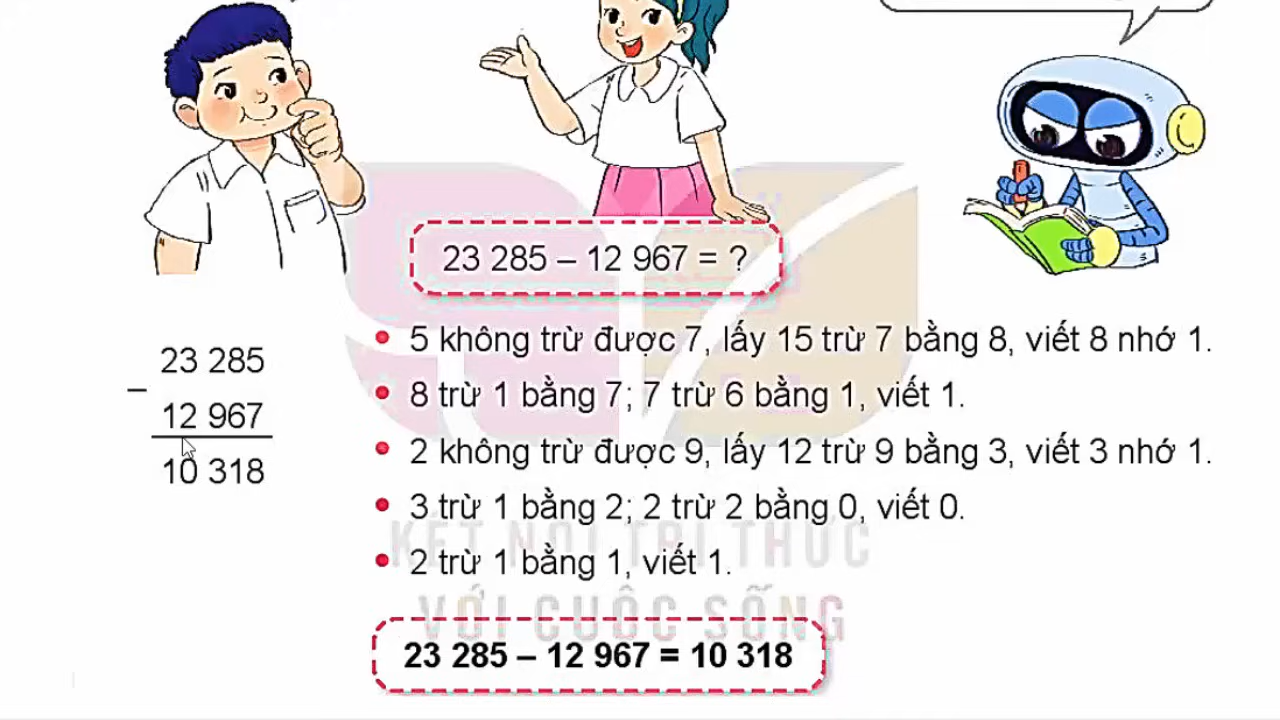 23 285 – 12 967 = ?
23 285
–
12 967
10 318
• 5 không trừ được 7, lấy 15 trừ 7 bằng 8, viết 8 nhớ 1.
• 8 trừ 1 bằng 7; 7 trừ 6 bằng 1, viết 1.
• 2 không trừ được 9, lấy 12 trừ 9 bằng 3, viết 3 nhớ 1.
• 3 trừ 1 bằng 2; 2 trừ 2 bằng 0, viết 0.
• 2 trừ 1 bằng 1, viết 1.
KẾT NỐI TRI THỨC
VỚI CUỘC SỐNG
23 285 – 12 967 = 10 318